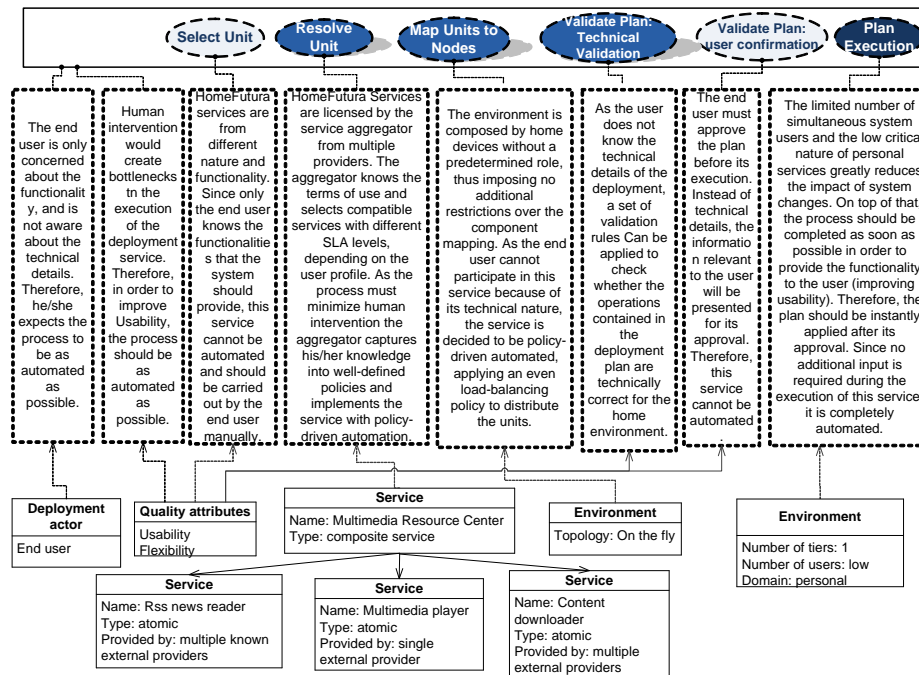 Select Unit
Resolve
Unit
Map Units to
Nodes
Validate Plan:
Technical
Validation
Validate Plan:
user confirmation
Plan
Execution
The end
user is only
concerned
about the
functionalit
y, and is
not aware
about the
technical
details.
Therefore,
he/she
expects the
process to
be as
automated
as
possible.
Human
intervention
would
create
bottlenecks
tn the
execution of
the
deployment
service.
Therefore,
in order to
improve
Usability,
the process
should be
as
automated
as
possible.
HomeFutura
services are
from
different
nature and
functionality.
Since only
the end user
knows the
functionalitie
s that the
system
should
provide, this
service
cannot be
automated
and should
be carried
out by the
end user
manually.
HomeFutura Services
are licensed by the
service aggregator
from multiple
providers. The
aggregator knows the
terms of use and
selects compatible
services with different
SLA levels,
depending on the
user profile. As the
process must
minimize human
intervention the
aggregator captures
his/her knowledge
into well-defined
policies and
implements the
service with policy-
driven automation.
The environment is
composed by home
devices without a
predetermined role,
thus imposing no
additional
restrictions over the
component
mapping. As the end
user cannot
participate in this
service because of
its technical nature,
the service is
decided to be policy-
driven automated,
applying an even
load-balancing
policy to distribute
the units.
As the user
does not
know the
technical
details of the
deployment,
a set of
validation
rules Can be
applied to
check
whether the
operations
contained in
the
deployment
plan are
technically
correct for the
home
environment.
The end
user must
approve the
plan
before its
execution.
Instead of
technical
details, the
informatio
n relevant
to the user
will be
presented
for its
approval.
Therefore,
this
service
cannot be
automated
.
The limited number of
simultaneous system
users and the low critical
nature of personal
services greatly reduces
the impact of system
changes. On top of that,
the process should be
completed as soon as
possible in order to
provide the functionality
to the user (improving
usability). Therefore, the
plan should be instantly
applied after its
approval. Since no
additional input is
required during the
execution of this service,
it is completely
automated.
Deployment
actor
End user
Quality attributes
Usability
Flexibility
Service
Name: Multimedia Resource Center
Type: composite service
Environment
Topology: On the fly
Environment
Number of tiers: 1
Number of users: low
Domain: personal
Service
Name: Rss news reader
Type: atomic
Provided by: multiple known
external providers
Service
Name: Multimedia player
Type: atomic
Provided by: single
external provider
Service
Name: Content
downloader
Type: atomic
Provided by: multiple
external providers